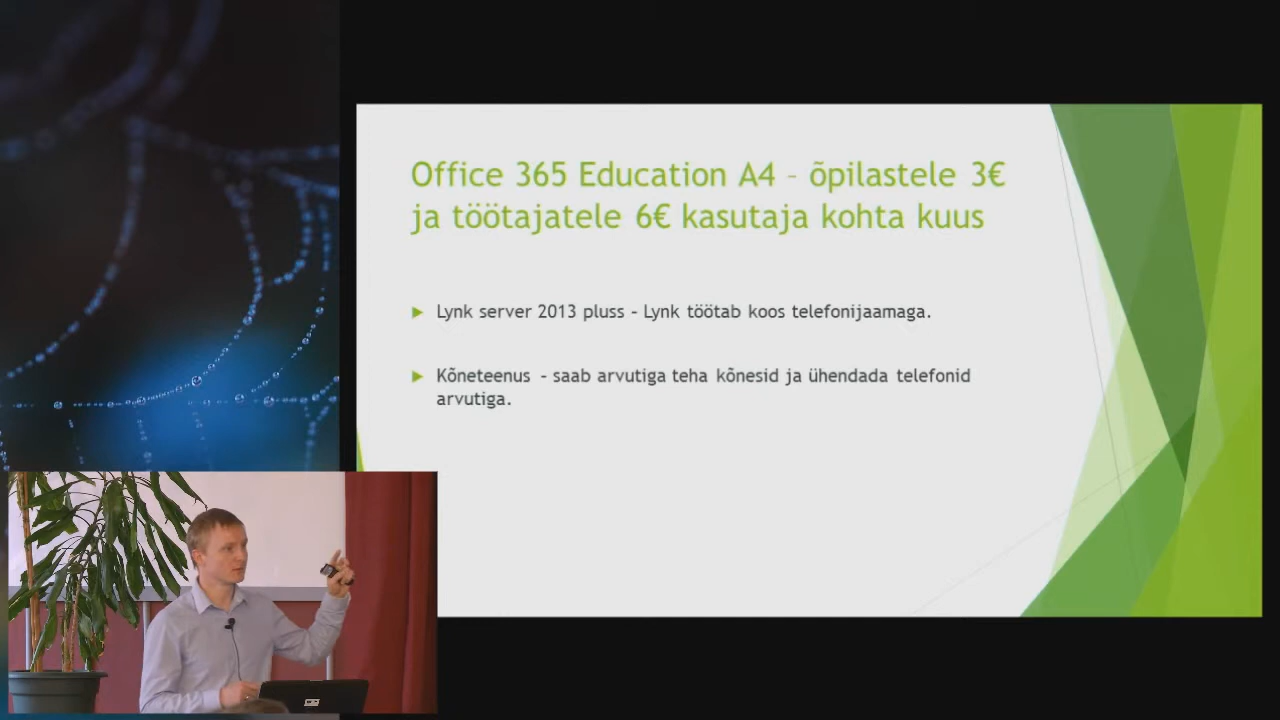 Office 365 Education A4 – õpilastele 3€
ja töötajatele 6€ kasutaja kohta kuus
Lynk server 2013 pluss – Lynk töötab koos telefonijaamaga.
Kõneteenus – saab arvutiga teha kõnesid ja ühendada telefonid
arvutiga.